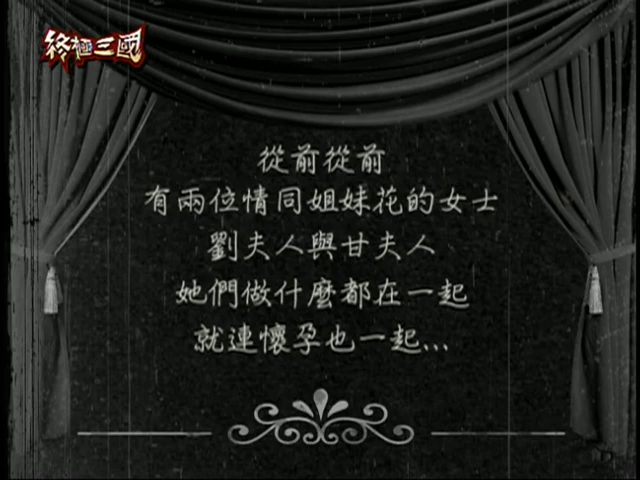 終極三國
從前從前
有兩位情同姐妹花的女士
劉夫人與甘夫人
她們做什麼都在一起
就連懷孕也一起...